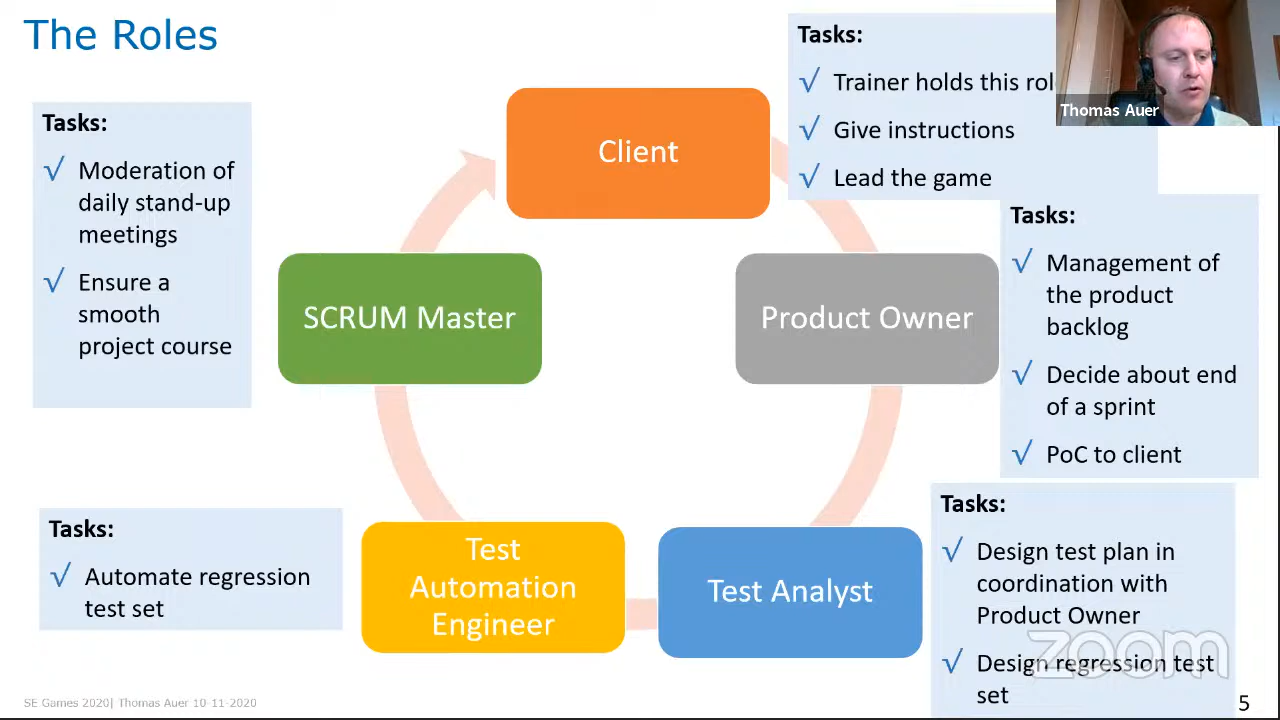 The Roles
Tasks:
√ Trainer holds this rol
√ Give instructions
√ Lead the game
Thomas Auer
Client
Tasks:
√ Moderation of
daily stand-up
meetings
√ Ensure a
smooth
project course
SCRUM Master
Product Owner
Tasks:
√ Management of
the product
backlog
√ Decide about end
of a sprint
√ PoC to client
Tasks:
√ Automate regression
test set
Test
Automation
Engineer
Test Analyst
Tasks:
√ Design test plan in
coordination with
Product Owner
√ Design regression test
set
zoom
SE Games 2020| Thomas Auer 10-11-2020
5